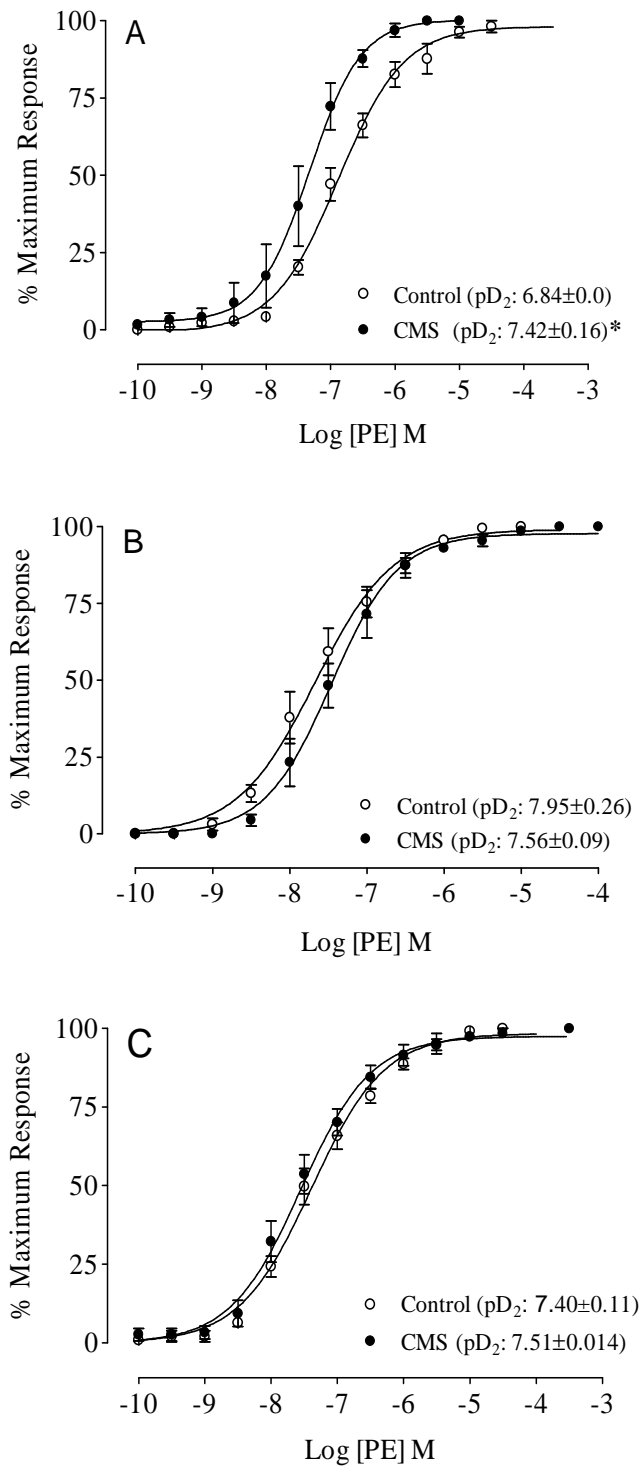 A
% Maximum Response
100
75
50
25
0
Control (pD₂: 6.84±0.0)
CMS (pD₂: 7.42±0.16)*
-10 -9 -8 -7 -6 -5 -4 -3
Log [PE] M
B
% Maximum Response
100
75
50
25
0
Control (pD₂: 7.95±0.26)
CMS (pD₂: 7.56±0.09)
-10 -9 -8 -7 -6 -5 -4
Log [PE] M
C
% Maximum Response
100
75
50
25
0
Control (pD₂: 7.40±0.11)
CMS (pD₂: 7.51±0.014)
-10 -9 -8 -7 -6 -5 -4 -3
Log [PE] M